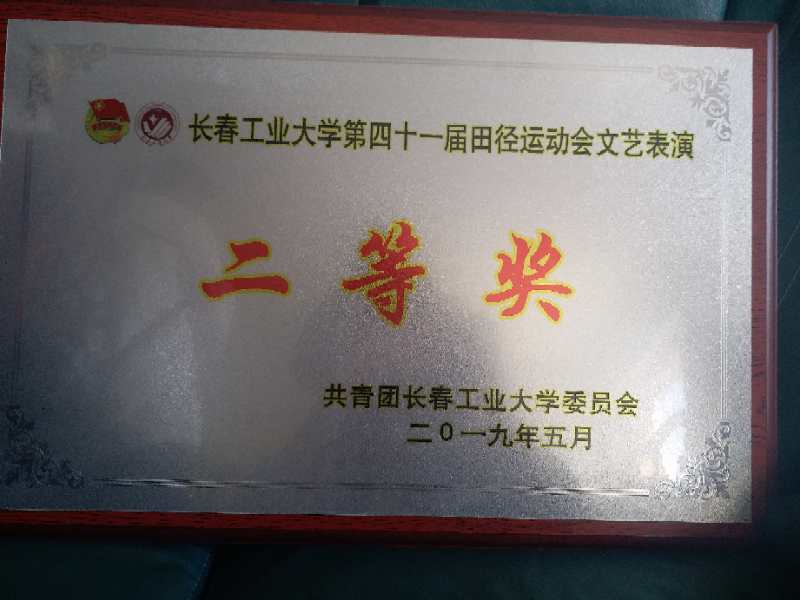 长春工业大学第四十一届田径运动会文艺表演
二等奖
共青团长春工业大学委员会
二0一九年五月